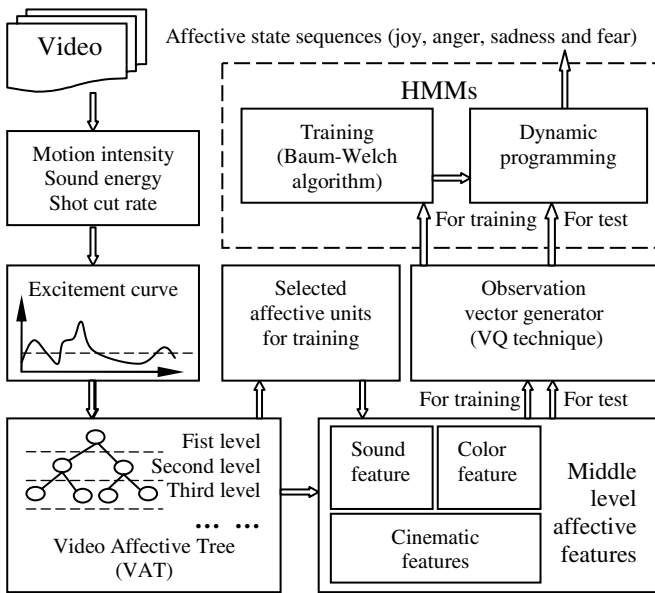 Video
Affective state sequences (joy, anger, sadness and fear)
HMMs
Training
(Baum-Welch
algorithm)
Dynamic
programming
Motion intensity
Sound energy
Shot cut rate
For training
For test
Excitement curve
Selected
affective units
for training
Observation
vector generator
(VQ technique)
For training
For test
Fist level
Second level
Third level
... ...
Video Affective Tree
(VAT)
Sound
feature
Color
feature
Cinematic
features
Middle
level
affective
features